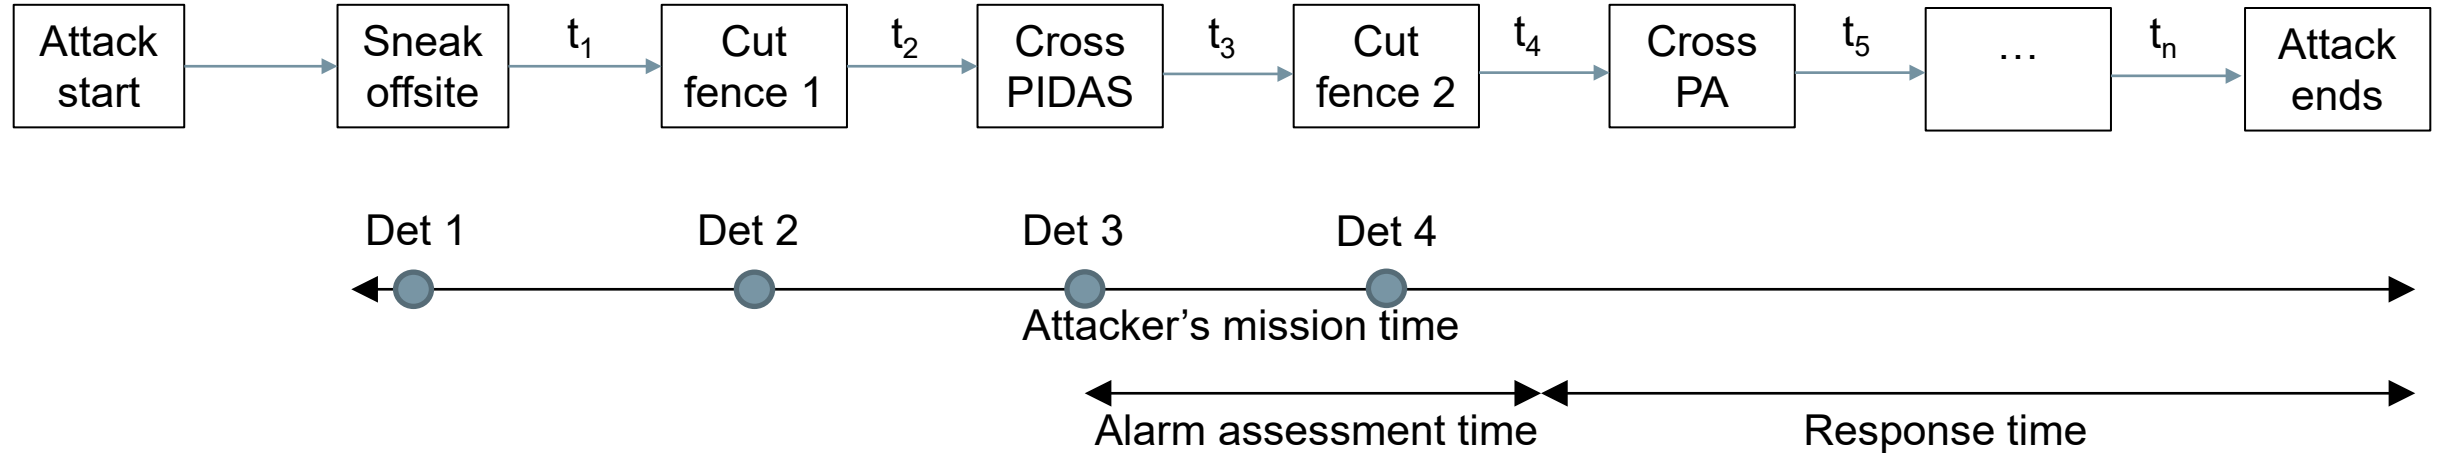 Attack
start
Sneak
offsite
t1
Cut
fence 1
t2
Cross
PIDAS
t3
Cut
fence 2
t4
Cross
PA
t5
...
tn
Attack
ends
Det 1
Det 2
Det 3
Det 4
Attacker’s mission time
Alarm assessment time
Response time